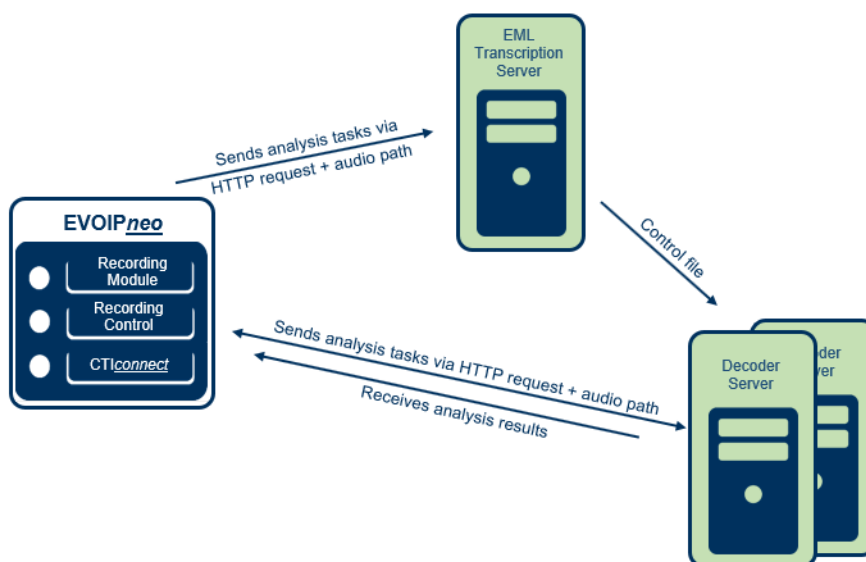 EML
Transcription
Server
Sends analysis tasks via
HTTP request + audio path
EVOIPneo
Recording
Module
Recording
Control
CTIconnect
Control file
Sends analysis tasks via HTTP request + audio path
Receives analysis results
Decoder
Server